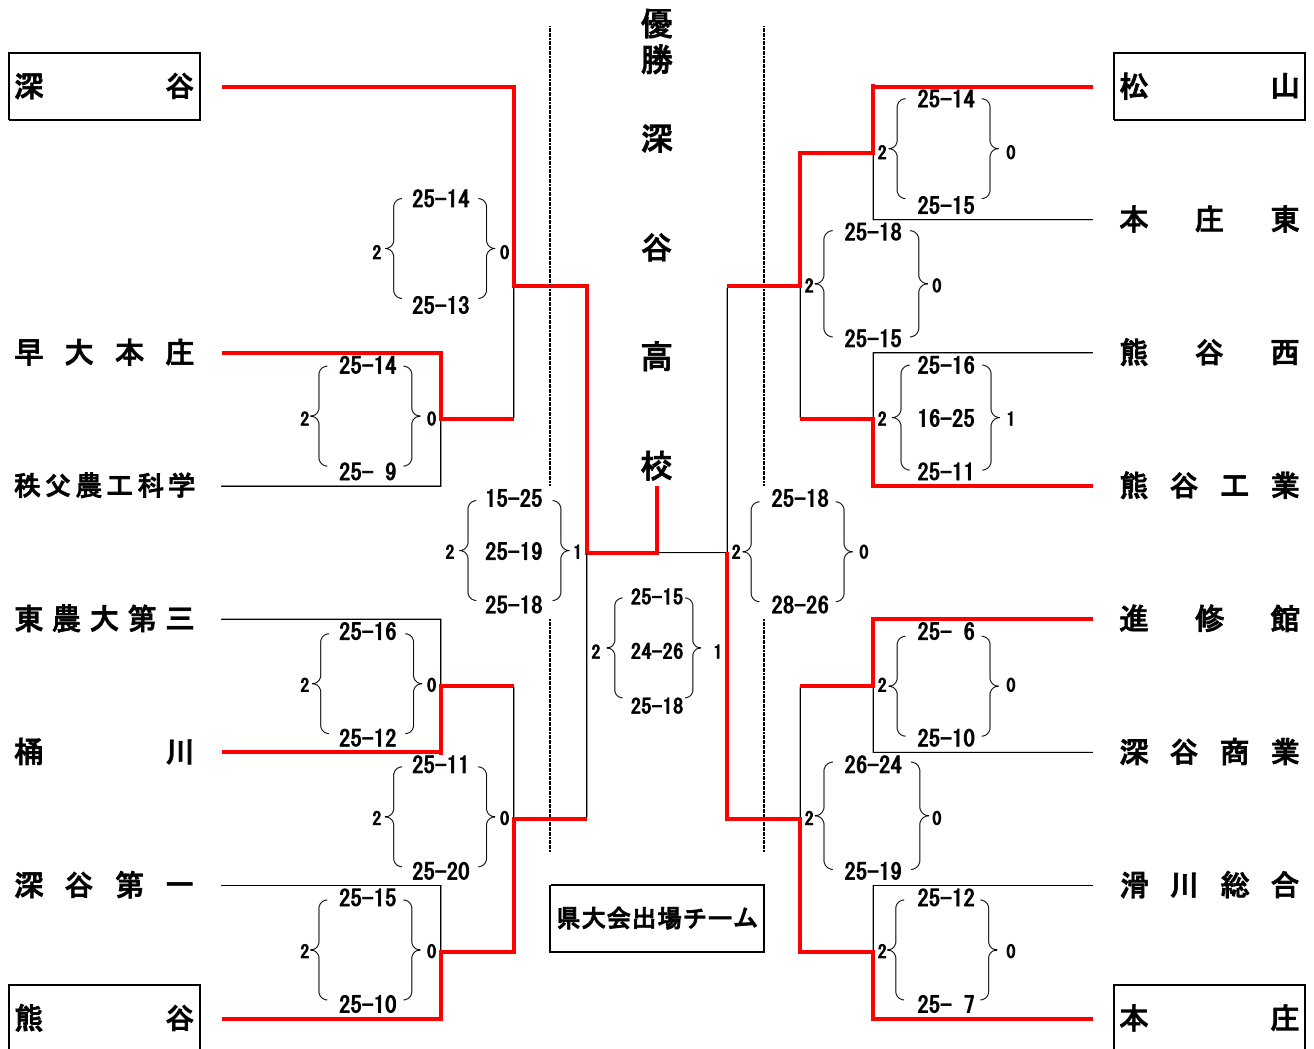 優勝 深谷高校
深谷
25-14
2 0
25-13
早大本庄
25-14
2 0
25- 9
秩父農工科学
15-25
2 25-19 1
25-18
東農大第三
25-16
2 0
25-12
桶川
25-11
2 0
25-20
深谷第一
25-15
2 0
25-10
熊谷
25-15
2 24-26 1
25-18
県大会出場チーム
松山
25-14
2 0
25-15
本庄東
25-18
2 0
25-15
熊谷西
25-16
2 16-25 1
25-11
熊谷工業
25-18
2 0
28-26
進修館
25- 6
2 0
25-10
深谷商業
26-24
2 0
25-19
滑川総合
25-12
2 0
25- 7
本庄